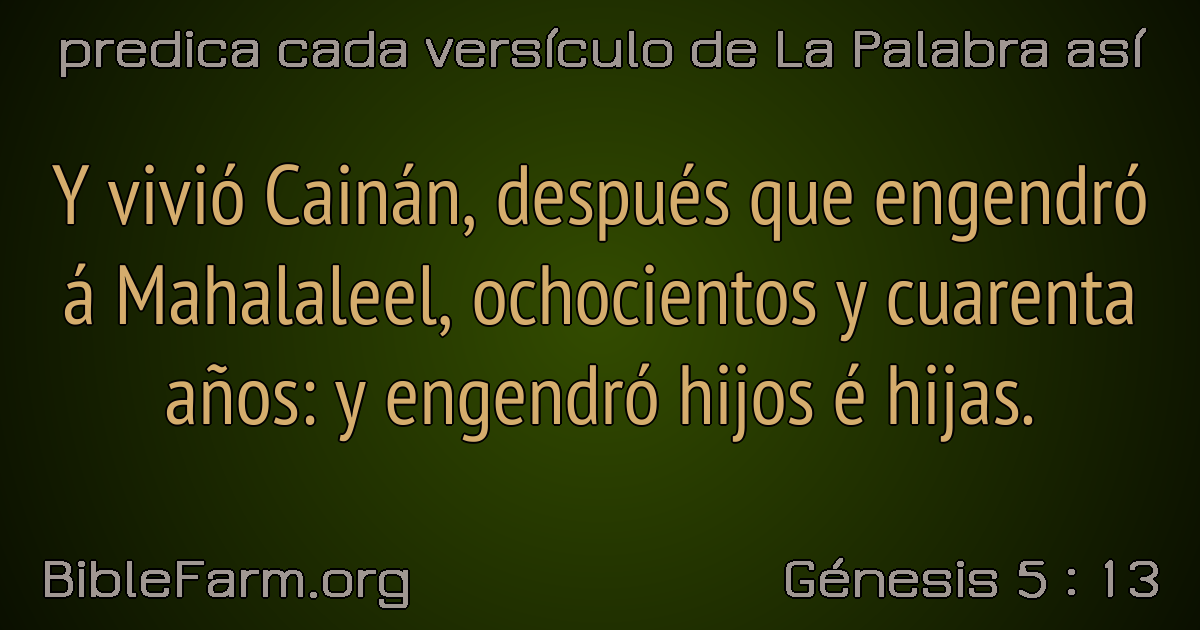 predica cada versículo de La Palabra así
Y vivió Cainán, después que engendró
á Mahalaleel, ochocientos y cuarenta
años: y engendró hijos é hijas.
BibleFarm.org
Génesis 5 : 13